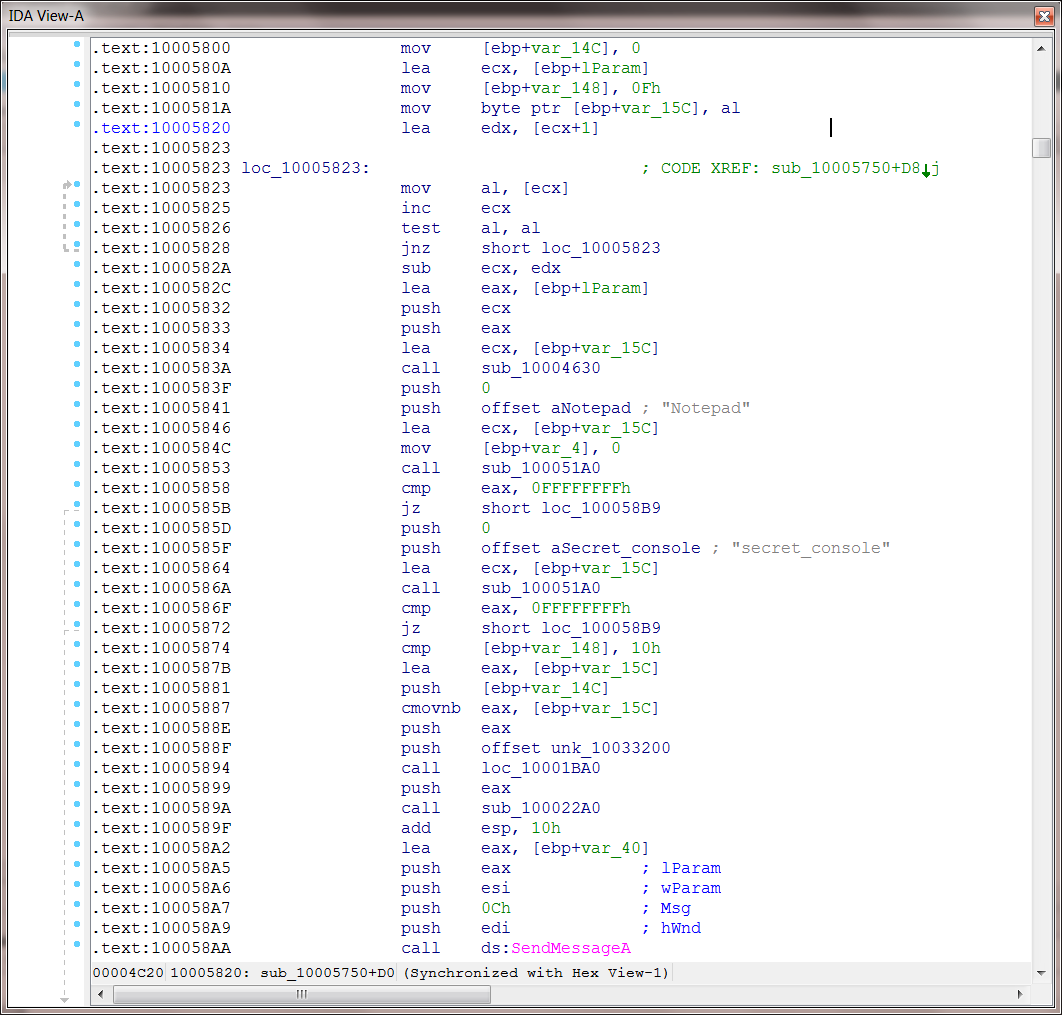 IDA View-A
.text:10005800 mov [ebp+var_14C], 0
.text:1000580A lea ecx, [ebp+lParam]
.text:10005810 mov [ebp+var_148], 0Fh
.text:1000581A mov byte ptr [ebp+var_15C], al
.text:10005820 lea edx, [ecx+1]
.text:10005823
.text:10005823 loc_10005823: ; CODE XREF: sub_10005750+D8↓j
.text:10005823 mov al, [ecx]
.text:10005825 inc ecx
.text:10005826 test al, al
.text:10005828 jnz short loc_10005823
.text:1000582A sub ecx, edx
.text:1000582C lea eax, [ebp+lParam]
.text:10005832 push ecx
.text:10005833 push eax
.text:10005834 lea ecx, [ebp+var_15C]
.text:1000583A call sub_10004630
.text:1000583F push 0
.text:10005841 push offset aNotepad ; "Notepad"
.text:10005846 lea ecx, [ebp+var_15C]
.text:1000584C mov [ebp+var_4], 0
.text:10005853 call sub_100051A0
.text:10005858 cmp eax, 0FFFFFFFFh
.text:1000585B jz short loc_100058B9
.text:1000585D push 0
.text:1000585F push offset aSecret_console ; "secret_console"
.text:10005864 lea ecx, [ebp+var_15C]
.text:1000586A call sub_100051A0
.text:1000586F cmp eax, 0FFFFFFFFh
.text:10005872 jz short loc_100058B9
.text:10005874 cmp [ebp+var_148], 10h
.text:1000587B lea eax, [ebp+var_15C]
.text:10005881 push [ebp+var_14C]
.text:10005887 cmovnb eax, [ebp+var_15C]
.text:1000588E push eax
.text:1000588F push offset unk_10033200
.text:10005894 call loc_10001BA0
.text:10005899 push eax
.text:1000589A call sub_100022A0
.text:1000589F add esp, 10h
.text:100058A2 lea eax, [ebp+var_40]
.text:100058A5 push eax ; lParam
.text:100058A6 push esi ; wParam
.text:100058A7 push 0Ch ; Msg
.text:100058A9 push edi ; hWnd
.text:100058AA call ds:SendMessageA
00004C20 10005820: sub_10005750+D0 (Synchronized with Hex View-1)